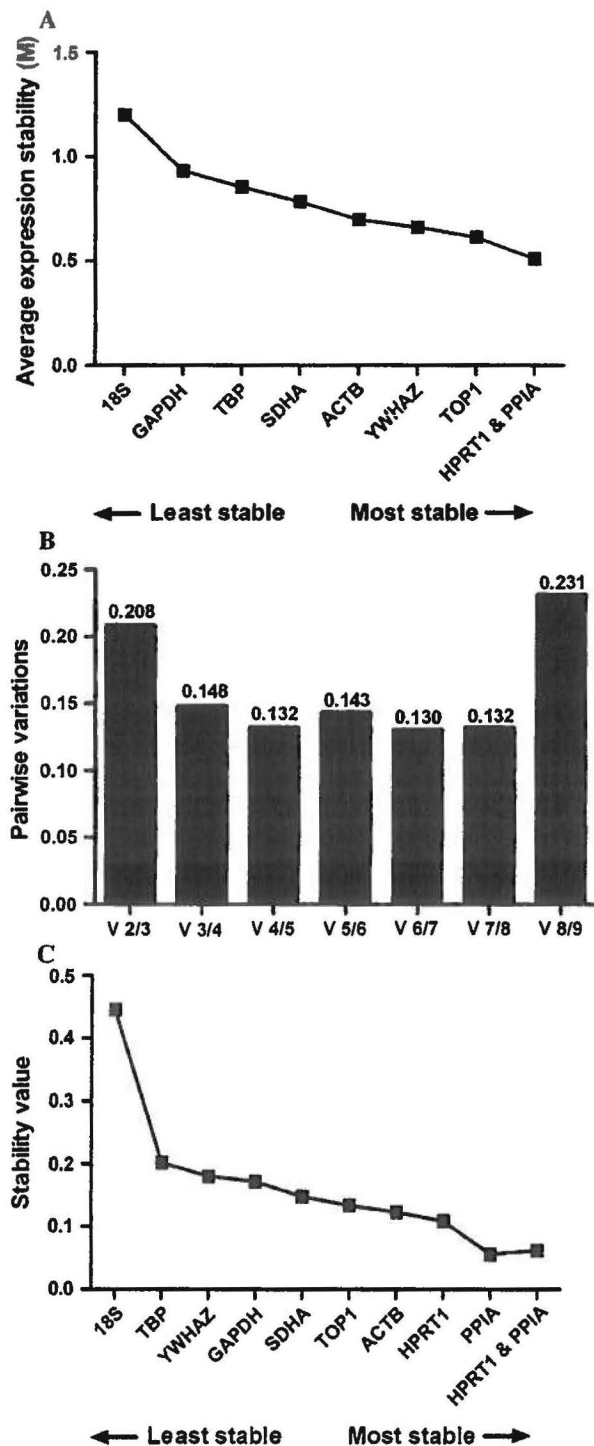 A
Average expression stability (M)
1.5
1.0
0.5
0.0
18S
GAPDH
TBP
SDHA
ACTB
YWHAZ
TOP1
HPRT1 & PPIA
← Least stable Most stable →
B
Pairwise variations
0.25
0.20
0.15
0.10
0.05
0.00
0.208
0.148
0.132
0.143
0.130
0.132
0.231
V 2/3 V 3/4 V 4/5 V 5/6 V 6/7 V 7/8 V 8/9
C
Stability value
0.5
0.4
0.3
0.2
0.1
0.0
18S
TBP
YWHAZ
GAPDH
SDHA
TOP1
ACTB
HPRT1
PPIA
HPRT1 & PPIA
← Least stable Most stable →